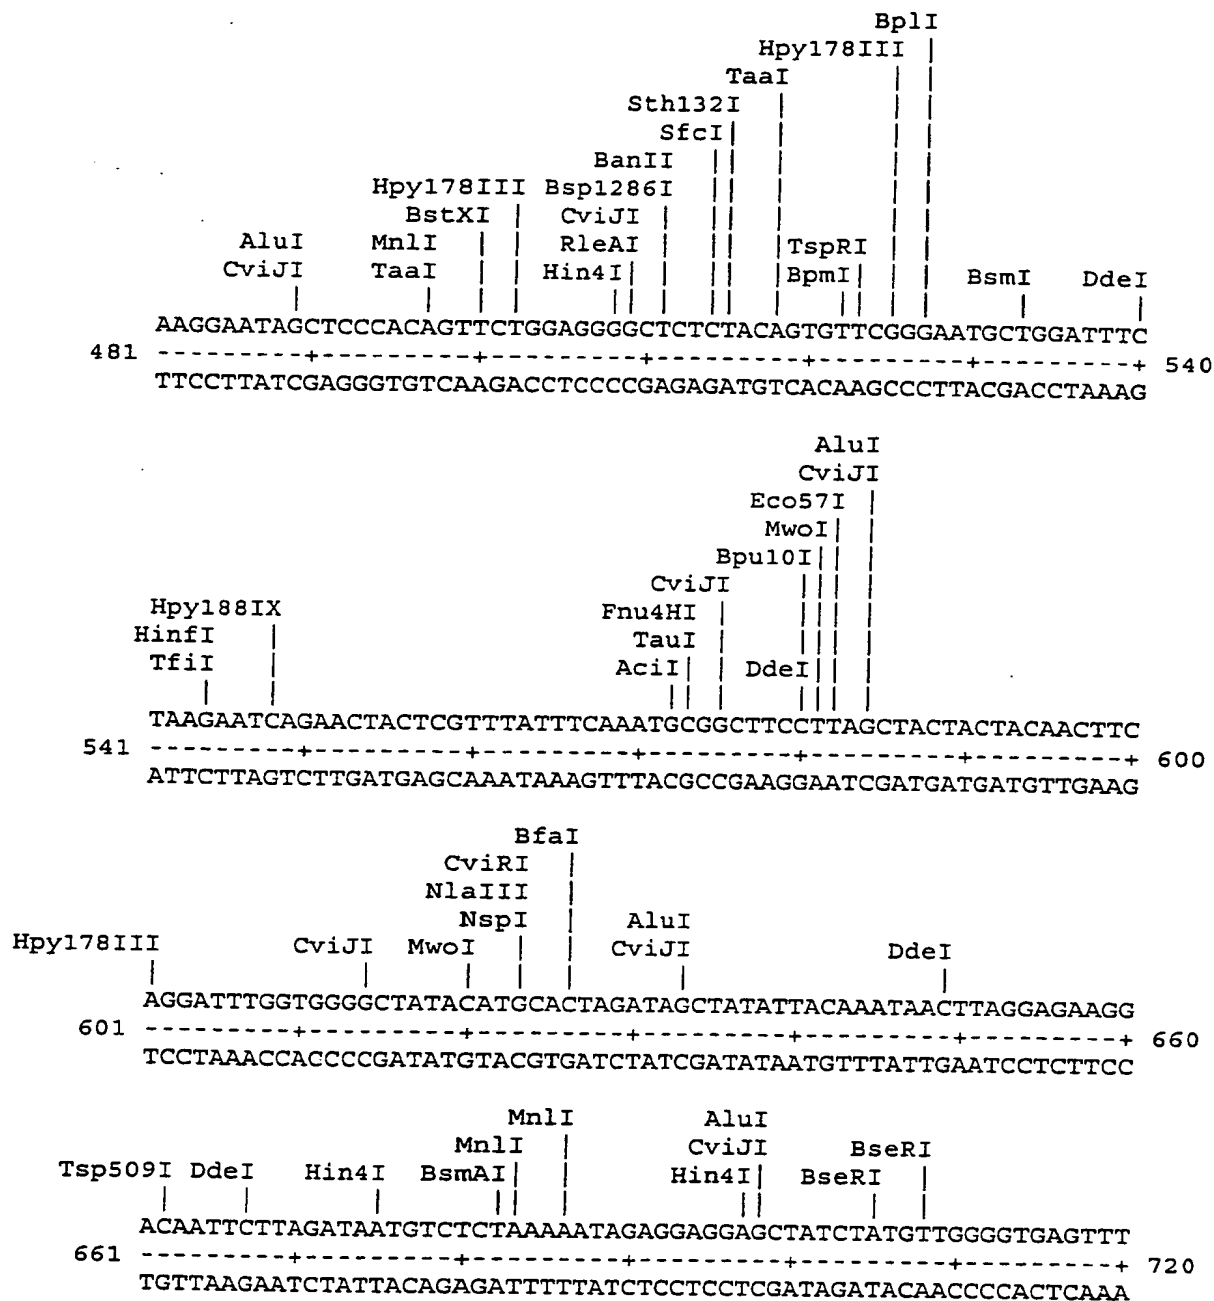 BplI
Hpy178III
TaaI
Sth132I
SfcI
BanII
Hpy178III Bsp1286I
BstXI CviJI
AluI MnlI RleAI TspRI
CviJI TaaI Hin4I BpmI BsmI DdeI
AAGGAATAGCTCCCACAGTTCTGGAGGGGCTCTCTACAGTGTTCGGGAATGCTGGATTTC
481 ---------+---------+---------+---------+---------+---------+ 540
TTCCTTATCGAGGGTGTCAAGACCTCCCCGAGAGATGTCACAAGCCCTTACGACCTAAAG
AluI
CviJI
Eco57I
MwoI
Bpu10I
CviJI
Hpy188IX Fnu4HI
HinfI TauI
TfiI AciI DdeI
TAAGAATCAGAACTACTCGTTTATTTCAAATGCGGCTTCCTTAGCTACTACTACAACTTC
541 ---------+---------+---------+---------+---------+---------+ 600
ATTCTTAGTCTTGATGAGCAAATAAAGTTTACGCCGAAGGAATCGATGATGATGTTGAAG
BfaI
CviRI
NlaIII
NspI AluI
Hpy178III CviJI MwoI CviJI DdeI
AGGATTTGGTGGGGCTATACATGCACTAGATAGCTATATTACAAATAACTTAGGAGAAGG
601 ---------+---------+---------+---------+---------+---------+ 660
TCCTAAACCACCCCGATATGTACGTGATCTATCGATATAATGTTTATTGAATCCTCTTCC
MnlI AluI
MnlI CviJI BseRI
Tsp509I DdeI Hin4I BsmAI Hin4I BseRI
ACAATTCTTAGATAATGTCTCTAAAAATAGAGGAGGAGCTATCTATGTTGGGGTGAGTTT
661 ---------+---------+---------+---------+---------+---------+ 720
TGTTAAGAATCTATTACAGAGATTTTTATCTCCTCCTCGATAGATACAACCCCACTCAAA